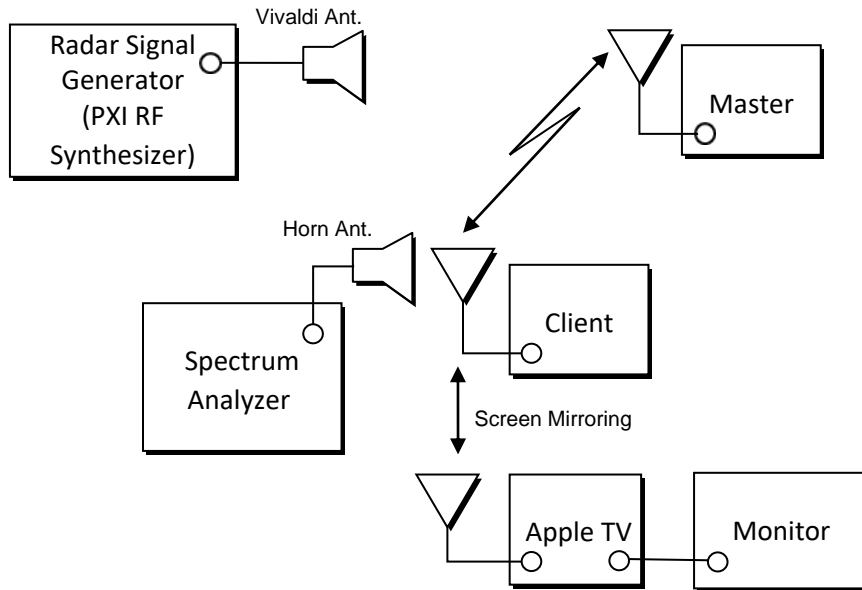 Vivaldi Ant.
Radar Signal
Generator
(PXI RF
Synthesizer)
Master
Horn Ant.
Client
Spectrum
Analyzer
Screen Mirroring
Apple TV
Monitor